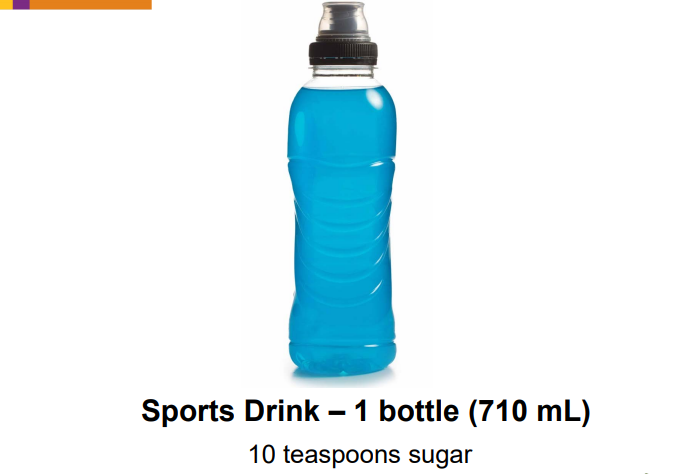 Sports Drink – 1 bottle (710 mL)
10 teaspoons sugar